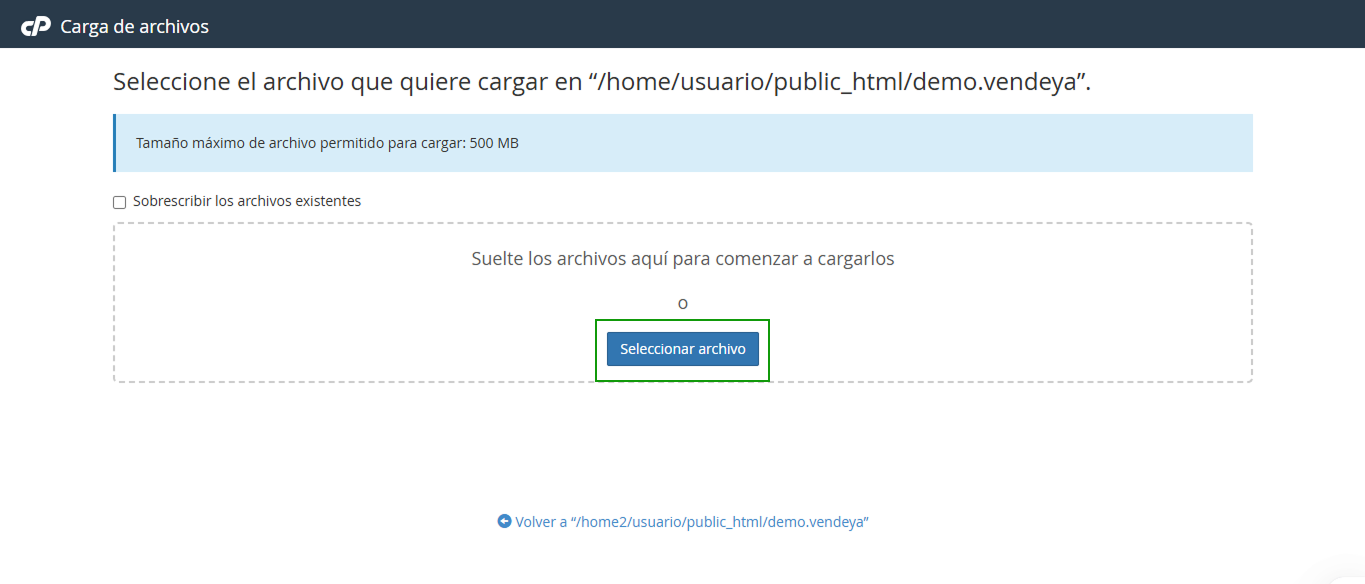 cP Carga de archivos
Seleccione el archivo que quiere cargar en “/home/usuario/public_html/demo.vendeya”.
Tamaño máximo de archivo permitido para cargar: 500 MB
Sobrescribir los archivos existentes
Suelte los archivos aquí para comenzar a cargarlos
o
Seleccionar archivo
Volver a “/home2/usuario/public_html/demo.vendeya”